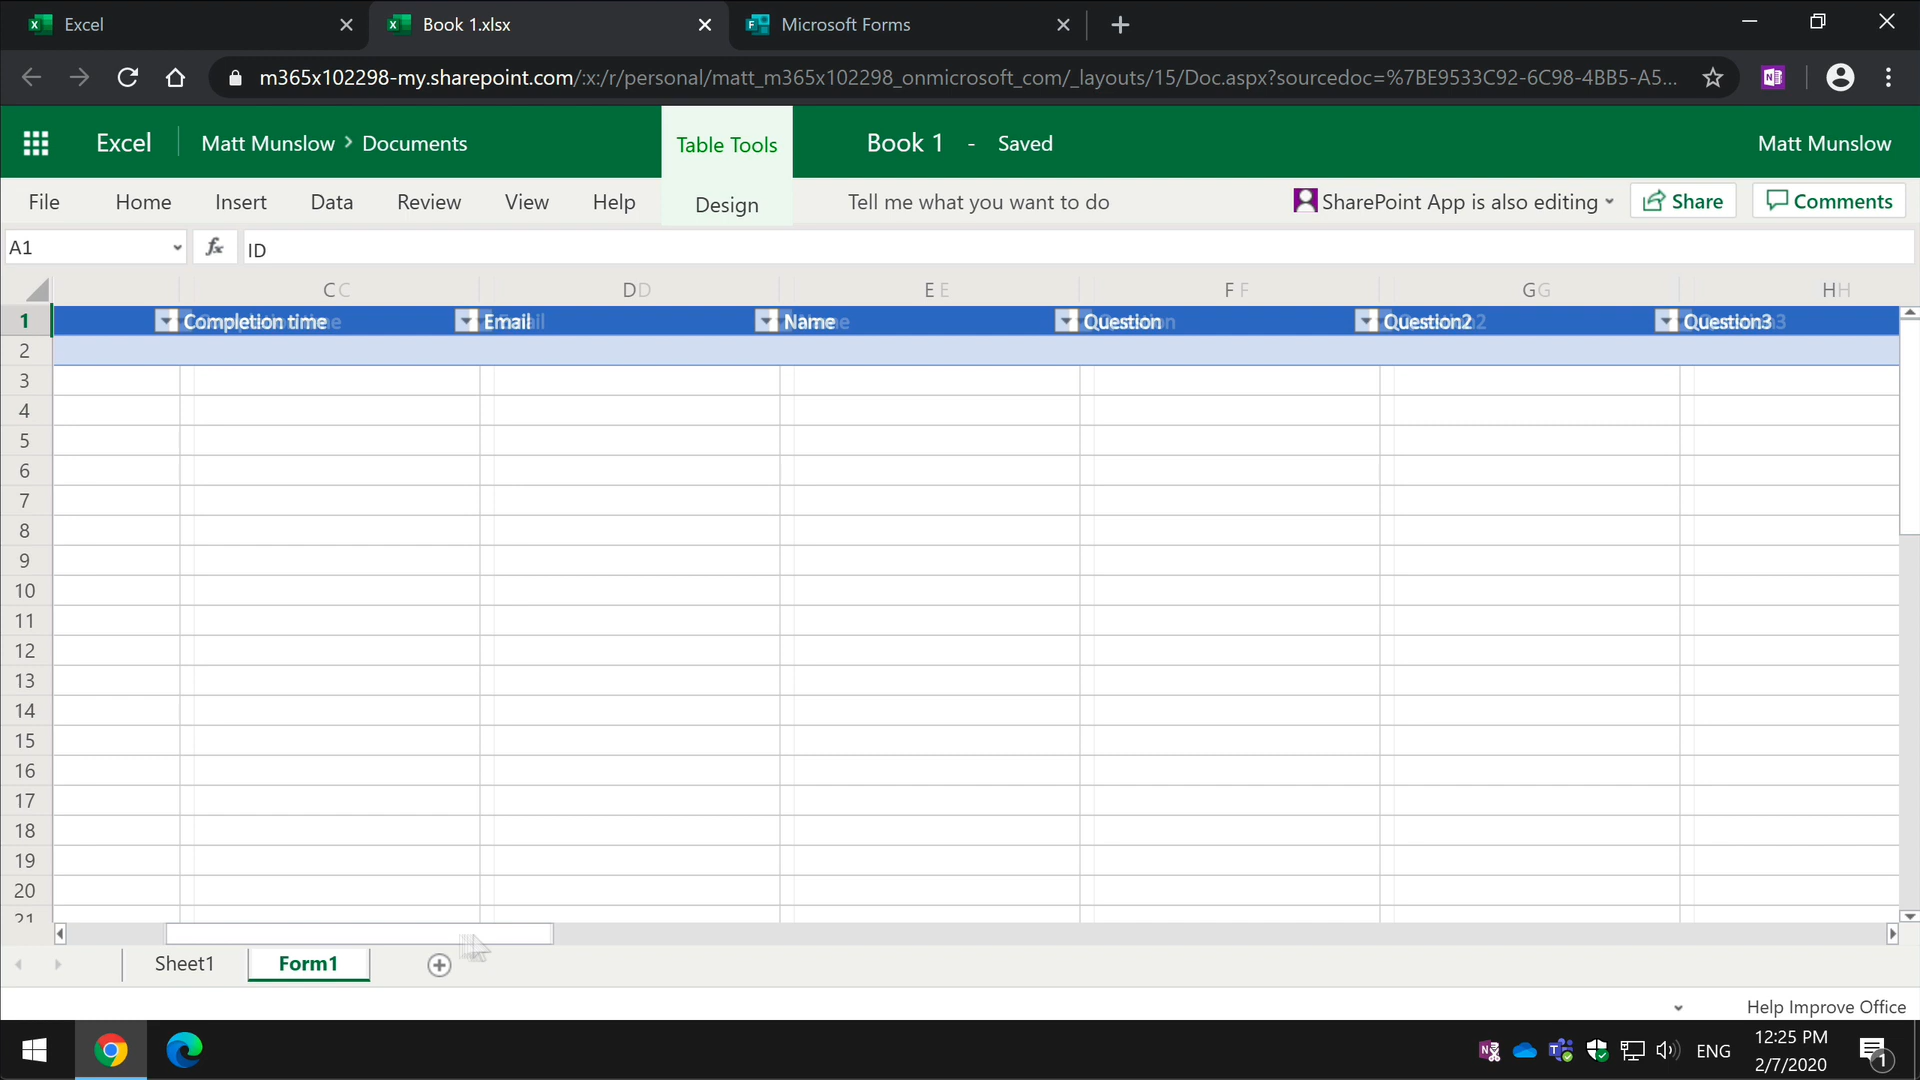 Excel
Book 1.xlsx
Microsoft Forms
m365x102298-my.sharepoint.com/:x:/r/personal/matt_m365x102298_onmicrosoft_com/_layouts/15/Doc.aspx?sourcedoc=%7BE9533C92-6C98-4BB5-A5...
Excel
Matt Munslow > Documents
Table Tools
Book 1 - Saved
Matt Munslow
File Home Insert Data Review View Help Design
Tell me what you want to do
SharePoint App is also editing
Share
Comments
A1
fx
ID
C D E F G H
1 Completion time Email Name Question Question2 Question3
2
3
4
5
6
7
8
9
10
11
12
13
14
15
16
17
18
19
20
21
Sheet1 Form1
Help Improve Office
ENG
12:25 PM
2/7/2020
1